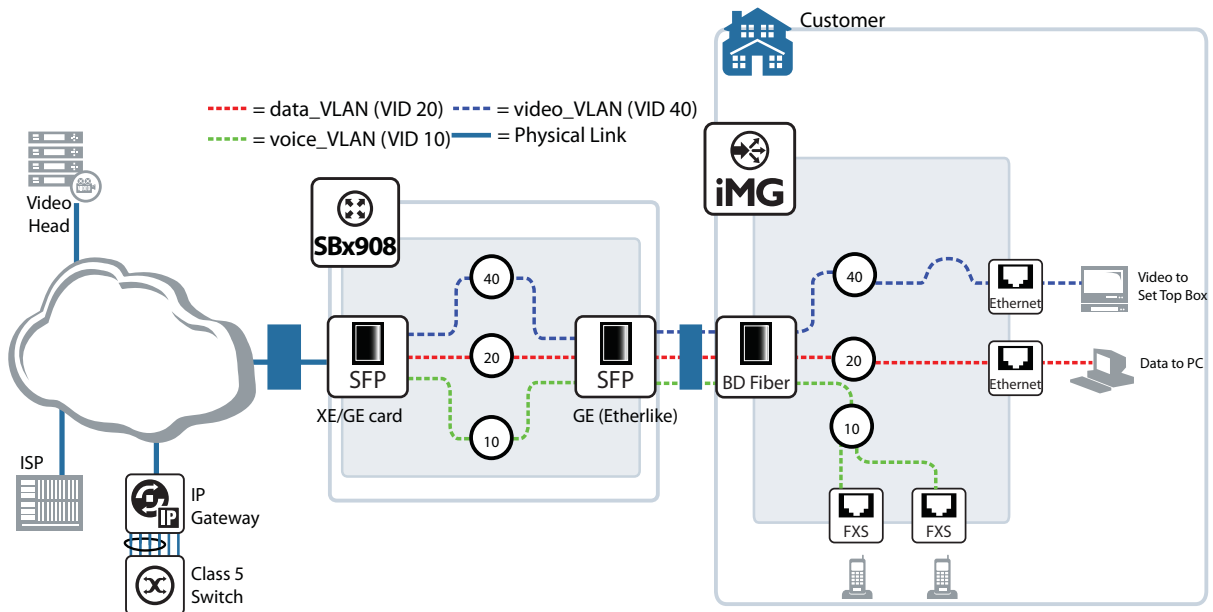 Customer
= data_VLAN (VID 20)
= video_VLAN (VID 40)
= voice_VLAN (VID 10)
= Physical Link
Video
Head
SBx908
iMG
40
40
Ethernet
Video to
Set Top Box
SFP
20
SFP
BD Fiber
20
Ethernet
Data to PC
XE/GE card
GE (Etherlike)
10
10
ISP
IP
IP
Gateway
FXS
FXS
Class 5
Switch